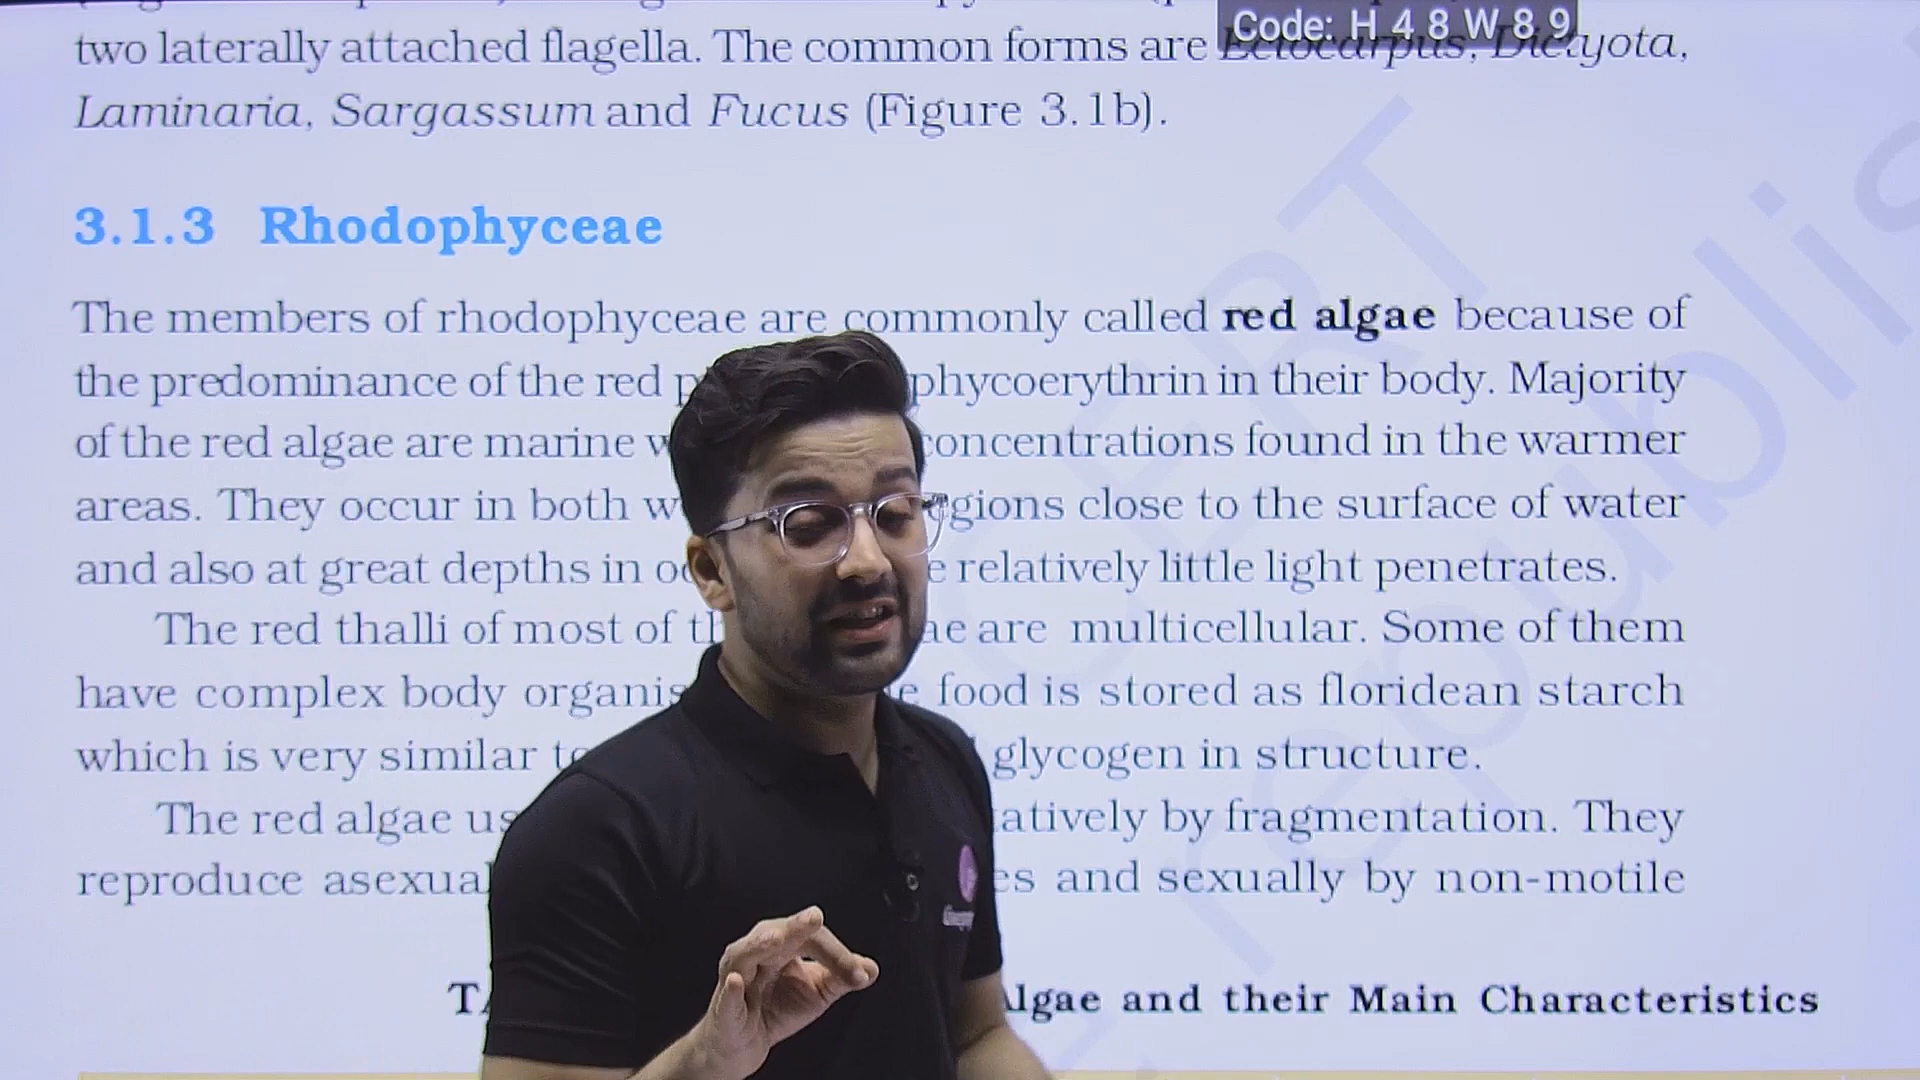 two laterally attached flagella. The common forms are Ectocarpus, Dictyota,
Code: H 4 8 W 8 9
Laminaria, Sargassum and Fucus (Figure 3.1b).
3.1.3 Rhodophyceae
The members of rhodophyceae are commonly called red algae because of
the predominance of the red phycoerythrin in their body. Majority
of the red algae are marine concentrations found in the warmer
areas. They occur in both close to the surface of water
and also at great depths in relatively little light penetrates.
The red thalli of most of are multicellular. Some of them
have complex body food is stored as floridean starch
which is very similar glycogen in structure.
The red algae by fragmentation. They
reproduce and sexually by non-motile
Algae and their Main Characteristics
NCERT
republis